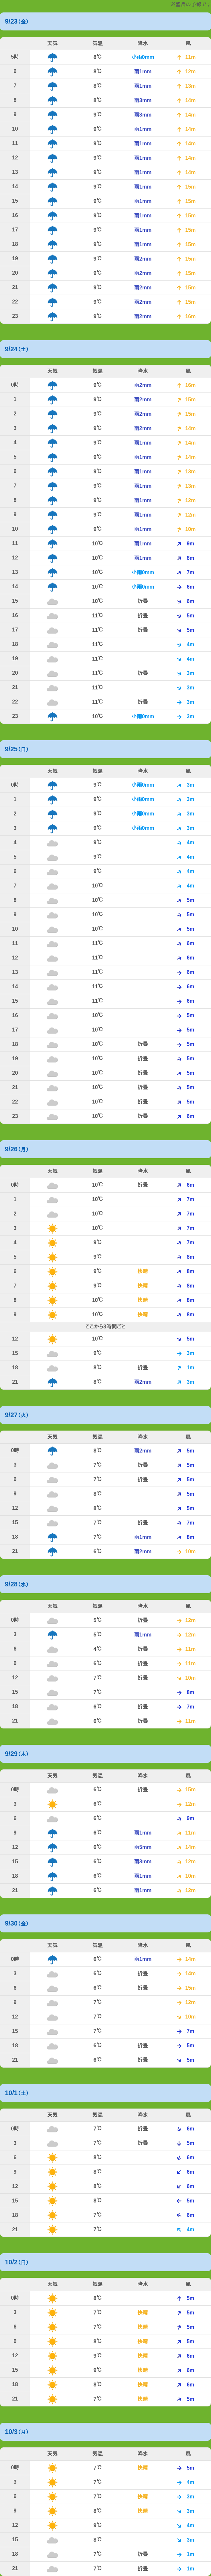 9/23(金)
天気 気温 降水 風
5時 8℃ 小雨0mm 11m
6 8℃ 雨1mm 12m
7 8℃ 雨1mm 13m
8 8℃ 雨3mm 14m
9 9℃ 雨3mm 14m
10 9℃ 雨1mm 14m
11 9℃ 雨1mm 14m
12 9℃ 雨1mm 14m
13 9℃ 雨1mm 14m
14 9℃ 雨1mm 15m
15 9℃ 雨1mm 15m
16 9℃ 雨1mm 15m
17 8℃ 雨1mm 15m
18 9℃ 雨1mm 15m
19 9℃ 雨2mm 15m
20 9℃ 雨2mm 16m
21 9℃ 雨2mm 15m
22 9℃ 雨2mm 15m
23 9℃ 雨2mm 16m
9/24(土)
天気 気温 降水 風
0時 9℃ 雨2mm 16m
1 9℃ 雨2mm 15m
2 9℃ 雨2mm 15m
3 9℃ 雨2mm 14m
4 9℃ 雨1mm 14m
5 9℃ 雨1mm 14m
6 9℃ 雨1mm 13m
7 9℃ 雨1mm 13m
8 9℃ 雨1mm 12m
9 9℃ 雨1mm 12m
10 9℃ 雨1mm 10m
11 10℃ 雨1mm 9m
12 10℃ 雨1mm 8m
13 10℃ 小雨0mm 7m
14 10℃ 小雨0mm 6m
15 10℃ 折畳 6m
16 11℃ 折畳 5m
17 11℃ 折畳 5m
18 11℃ 4m
19 11℃ 4m
20 11℃ 折畳 3m
21 11℃ 3m
22 11℃ 折畳 3m
23 10℃ 小雨0mm 3m
9/25(日)
天気 気温 降水 風
0時 9℃ 小雨0mm 3m
1 9℃ 小雨0mm 3m
2 9℃ 小雨0mm 3m
3 9℃ 小雨0mm 3m
4 9℃ 4m
5 9℃ 4m
6 9℃ 4m
7 10℃ 4m
8 10℃ 5m
9 10℃ 5m
10 10℃ 5m
11 11℃ 6m
12 11℃ 6m
13 11℃ 6m
14 11℃ 6m
15 11℃ 6m
16 10℃ 5m
17 10℃ 5m
18 10℃ 折畳 5m
19 10℃ 折畳 5m
20 10℃ 折畳 5m
21 10℃ 折畳 5m
22 10℃ 折畳 5m
23 10℃ 折畳 6m
9/26(月)
天気 気温 降水 風
0時 10℃ 折畳 6m
1 10℃ 7m
2 10℃ 7m
3 10℃ 7m
4 9℃ 7m
5 9℃ 8m
6 9℃ 快晴 8m
7 9℃ 快晴 8m
8 10℃ 快晴 8m
9 10℃ 快晴 8m
ここから3時間ごと
12 10℃ 5m
15 9℃ 3m
18 8℃ 折畳 1m
21 8℃ 雨2mm 3m
9/27(火)
天気 気温 降水 風
0時 8℃ 雨2mm 5m
3 7℃ 折畳 5m
6 7℃ 折畳 5m
9 8℃ 5m
12 8℃ 5m
15 7℃ 折畳 7m
18 7℃ 雨1mm 8m
21 6℃ 雨2mm 10m
9/28(水)
天気 気温 降水 風
0時 5℃ 折畳 12m
3 5℃ 雨1mm 12m
6 4℃ 折畳 11m
9 6℃ 折畳 11m
12 7℃ 折畳 10m
15 7℃ 8m
18 6℃ 折畳 7m
21 6℃ 折畳 11m
9/29(木)
天気 気温 降水 風
0時 6℃ 折畳 15m
3 6℃ 12m
6 6℃ 9m
9 6℃ 雨1mm 11m
12 6℃ 雨5mm 14m
15 6℃ 雨3mm 12m
18 6℃ 雨1mm 10m
21 6℃ 雨1mm 12m
9/30(金)
天気 気温 降水 風
0時 6℃ 雨1mm 14m
3 6℃ 折畳 14m
6 6℃ 折畳 15m
9 7℃ 12m
12 7℃ 10m
15 7℃ 7m
18 6℃ 折畳 5m
21 6℃ 折畳 5m
10/1(土)
天気 気温 降水 風
0時 7℃ 折畳 6m
3 7℃ 折畳 5m
6 8℃ 6m
9 8℃ 6m
12 8℃ 6m
15 8℃ 5m
18 7℃ 6m
21 7℃ 4m
10/2(日)
天気 気温 降水 風
0時 8℃ 5m
3 7℃ 快晴 5m
6 7℃ 快晴 5m
9 8℃ 快晴 5m
12 9℃ 快晴 6m
15 9℃ 快晴 6m
18 8℃ 快晴 6m
21 7℃ 快晴 5m
10/3(月)
天気 気温 降水 風
0時 7℃ 快晴 5m
3 7℃ 4m
6 7℃ 快晴 3m
9 8℃ 快晴 3m
12 9℃ 4m
15 8℃ 3m
18 7℃ 折畳 1m
21 7℃ 折畳 1m